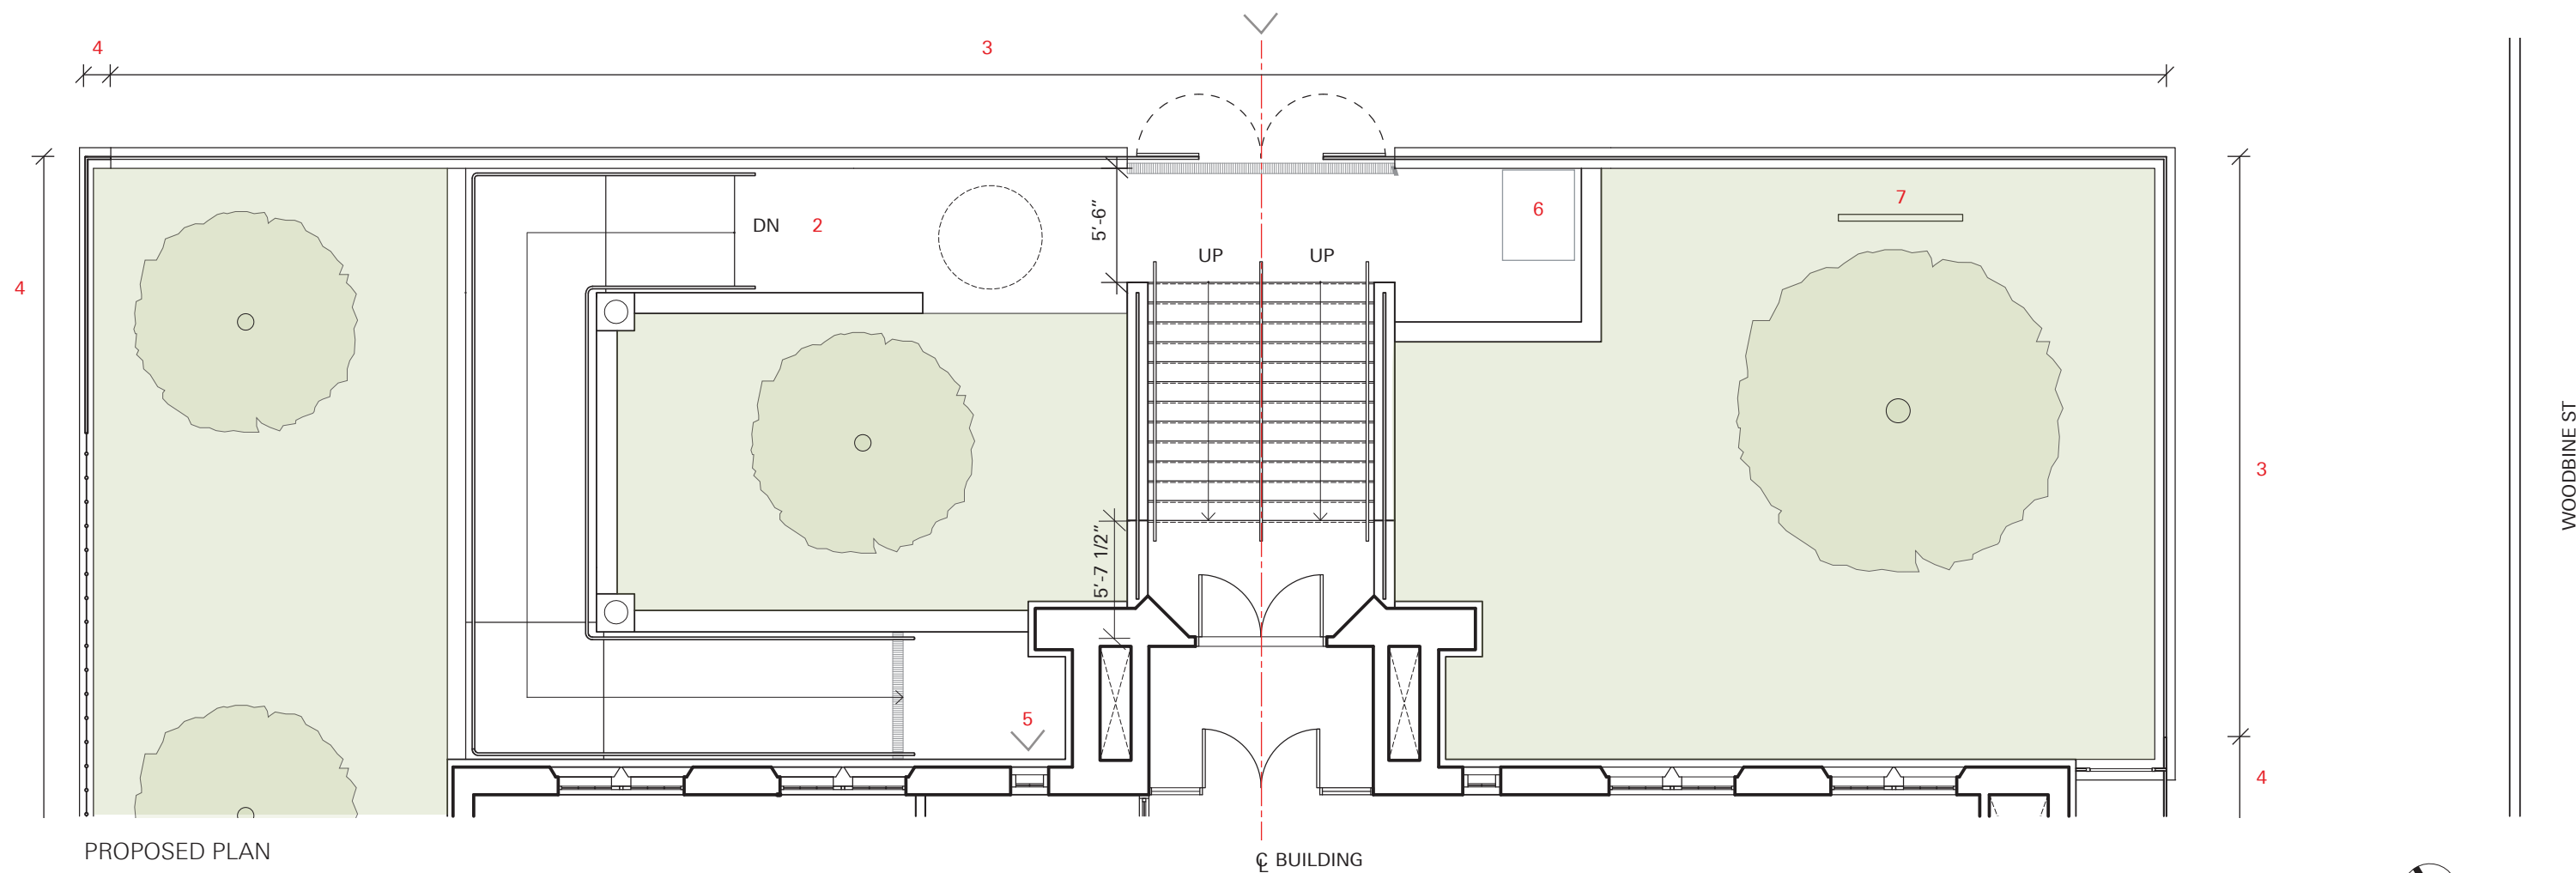 4
3
DN
2
6
7
5'-6"
UP
UP
4
3
WOODBINE ST
5'-7 1/2"
5
4
PROPOSED PLAN
℄ BUILDING